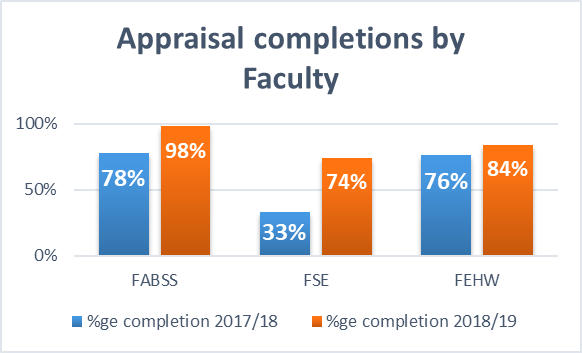 Appraisal completions by
Faculty
100%
50%
0%
78%
98%
33%
74%
76%
84%
FABSS
FSE
FEHW
%ge completion 2017/18
%ge completion 2018/19